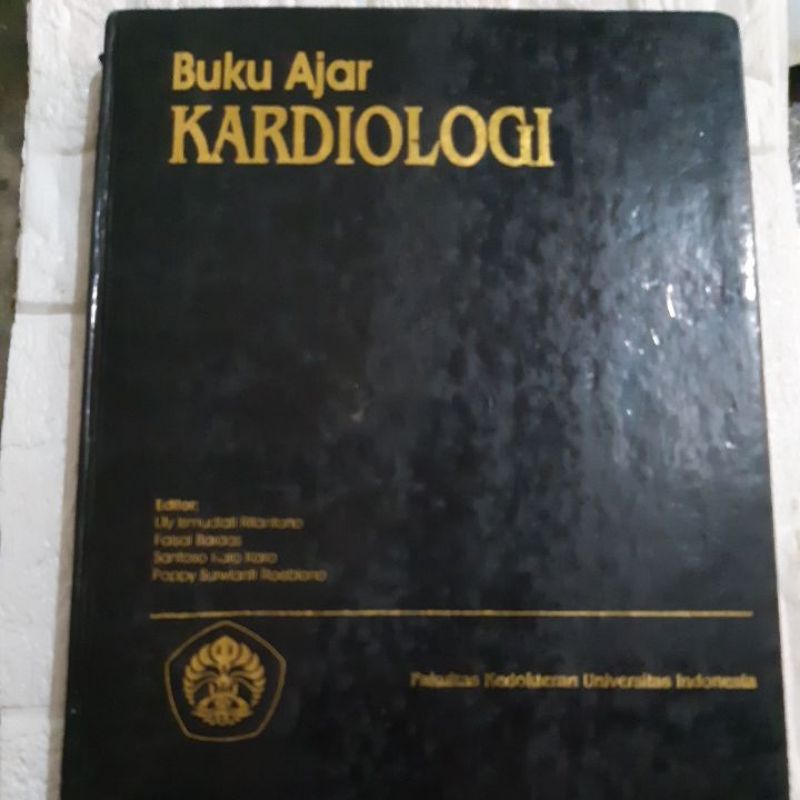 Buku Ajar
KARDIOLOGI
Editor:
Lily Ismudiati Rilantono
Faisal Baraas
Santoso Karo Karo
Poppy Surwianti Roebiono
Fakultas Kedokteran Universitas Indonesia